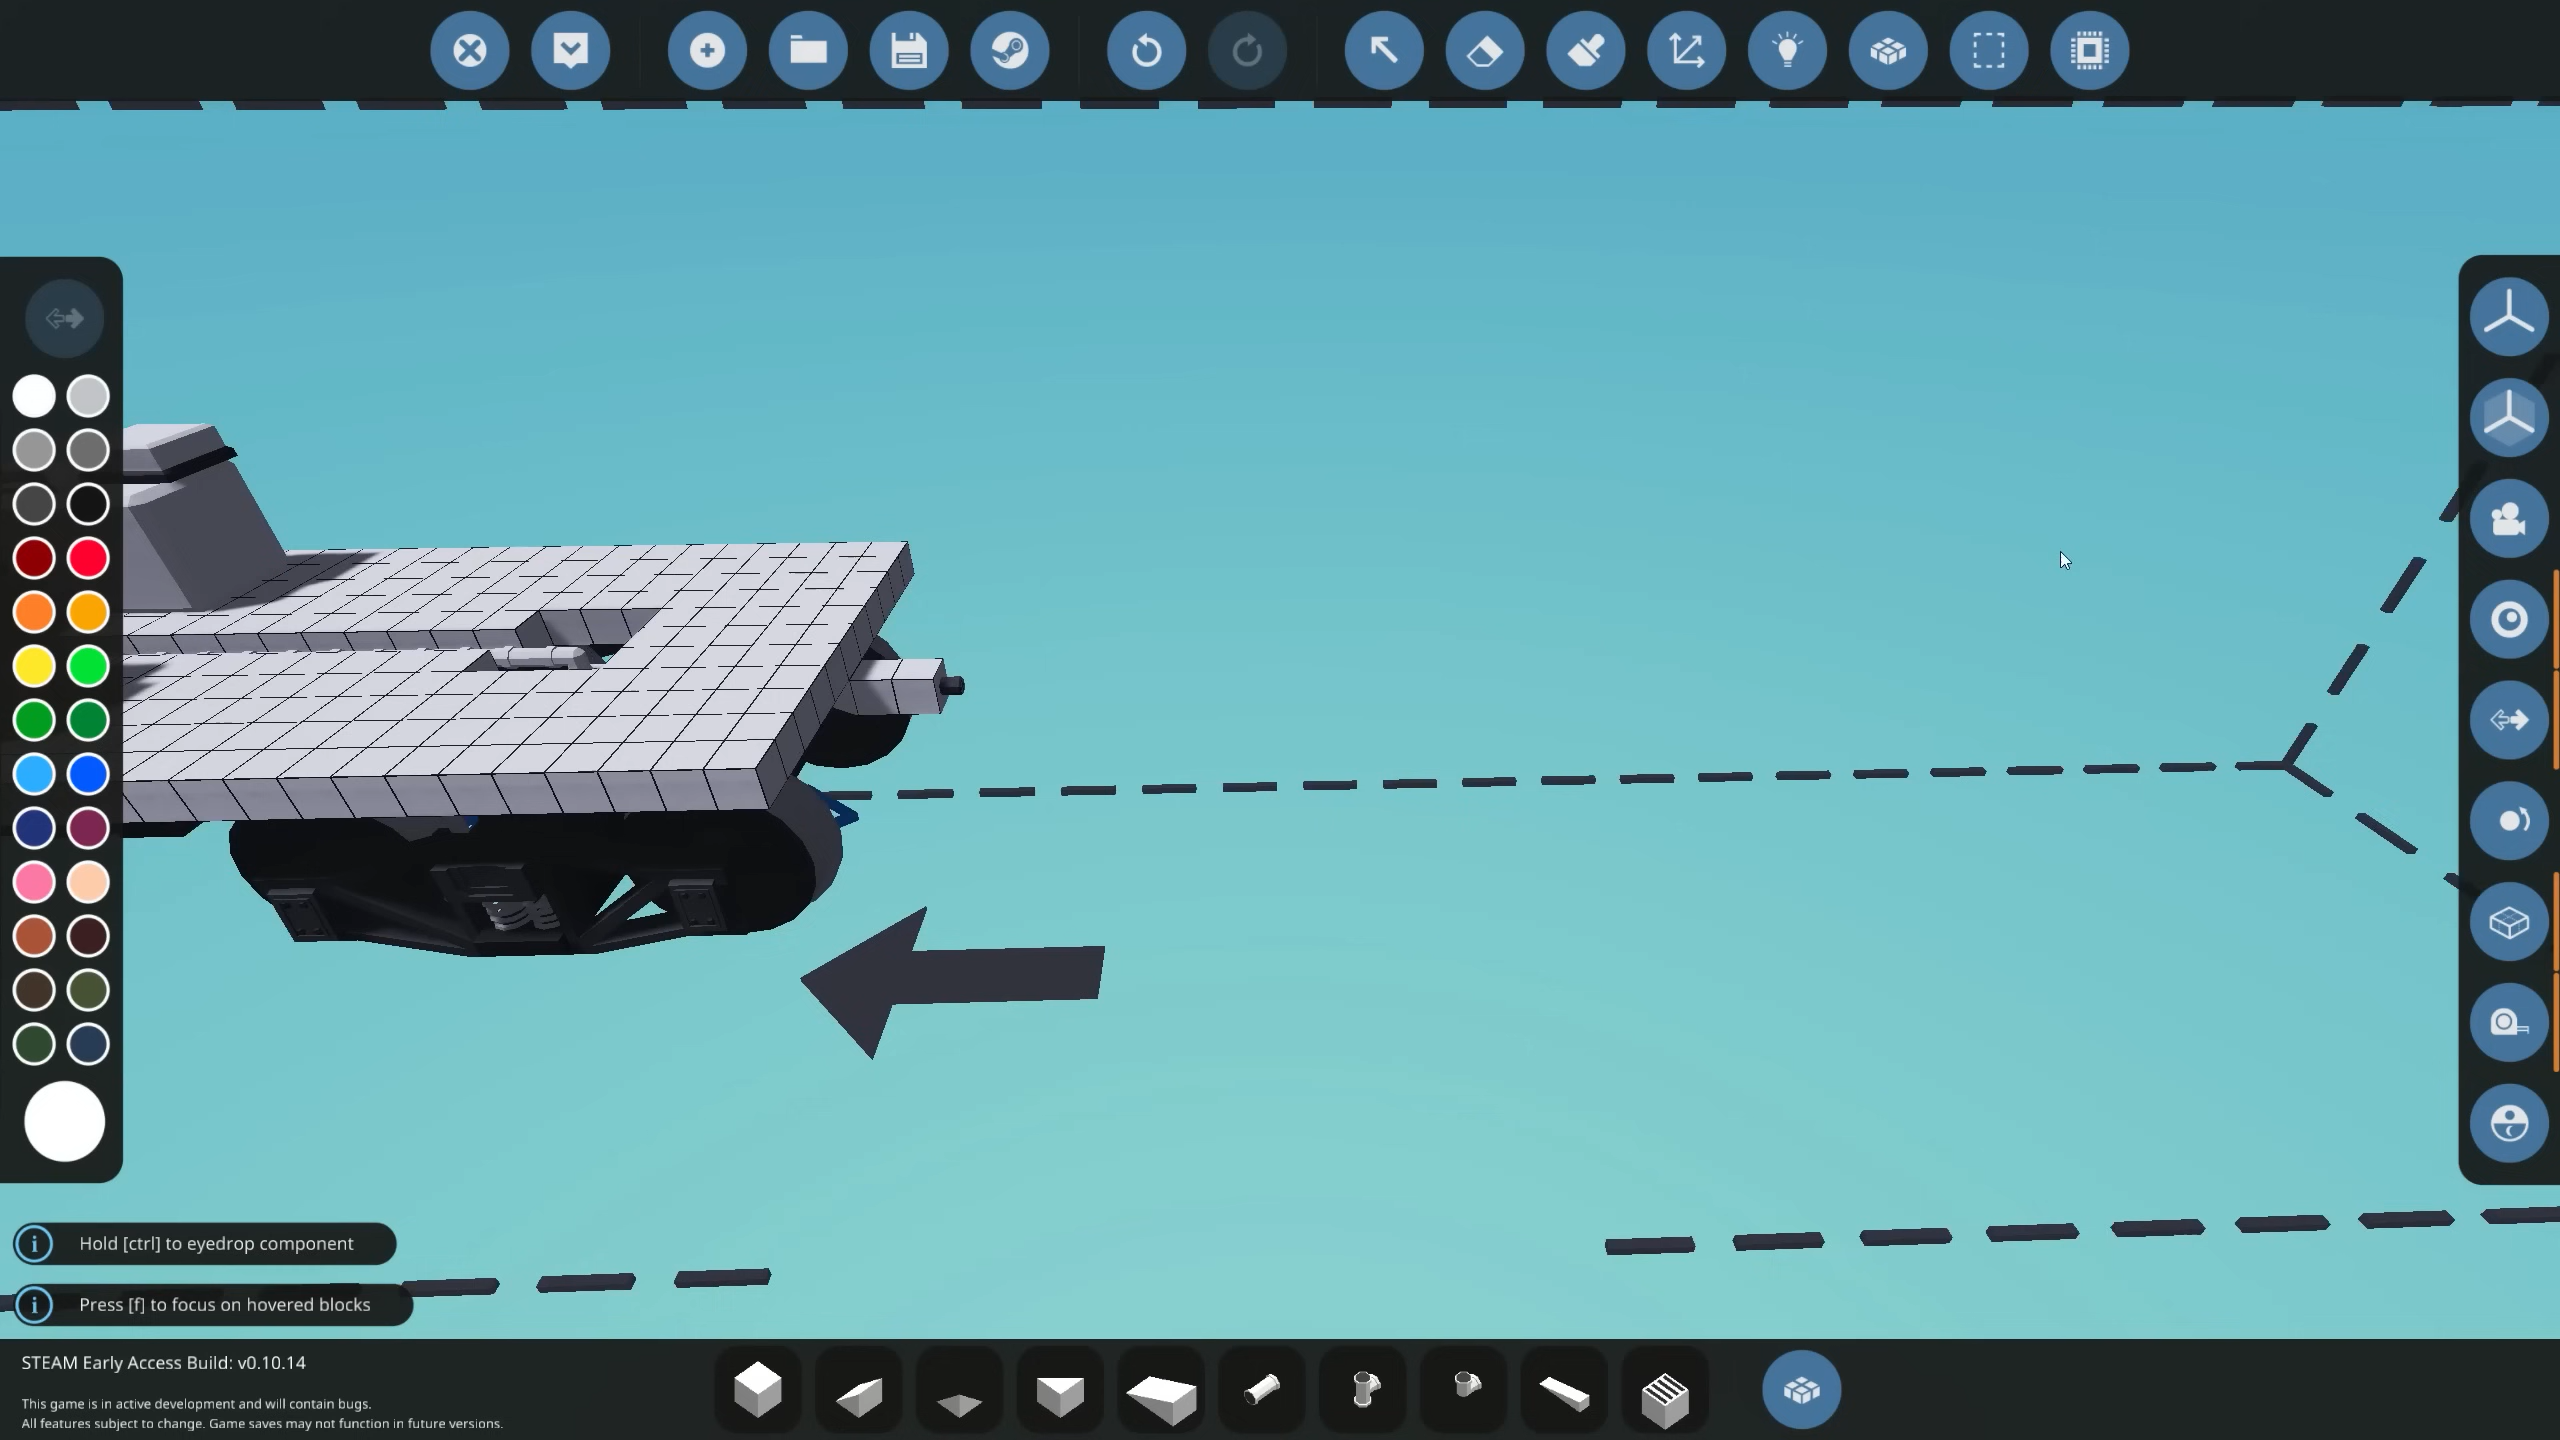 Hold [ctrl] to eyedrop component
Press [f] to focus on hovered blocks
STEAM Early Access Build: v0.10.14
This game is in active development and will contain bugs.
All features subject to change. Game saves may not function in future versions.